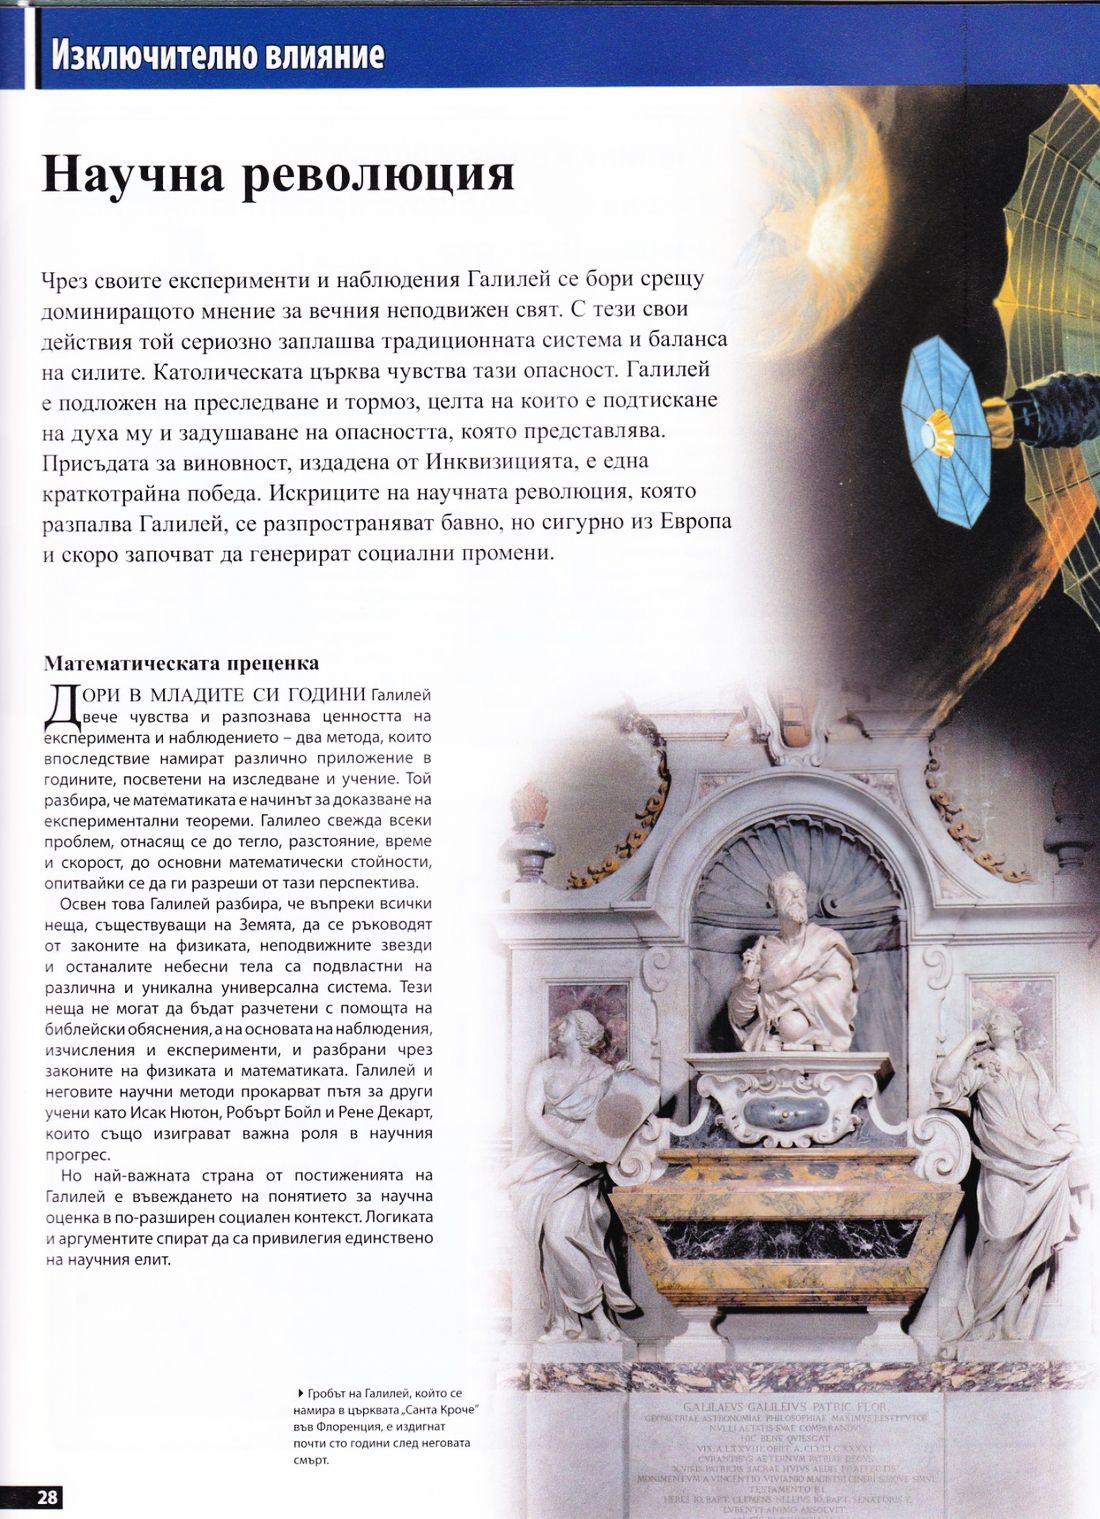 Изключително влияние
Научна революция
Чрез своите експерименти и наблюдения Галилей се бори срещу
доминиращото мнение за вечния неподвижен свят. С тези свои
действия той сериозно заплашва традиционната система и баланса
на силите. Католическата църква чувства тази опасност. Галилей
е подложен на преследване и тормоз, целта на които е подтискане
на духа му и задушаване на опасността, която представлява.
Присъдата за виновност, издадена от Инквизицията, е една
краткотрайна победа. Искриците на научната революция, която
разпалва Галилей, се разпространяват бавно, но сигурно из Европа
и скоро започват да генерират социални промени.
Математическата преценка
ДОРИ В МЛАДИТЕ СИ ГОДИНИ Галилей
вече чувства и разпознава ценността на
експеримента и наблюдението – два метода, които
впоследствие намират различно приложение в
годините, посветени на изследване и учение. Той
разбира, че математиката е начинът за доказване на
експериментални теореми. Галилео свежда всеки
проблем, отнасящ се до тегло, разстояние, време
и скорост, до основни математически стойности,
опитвайки се да ги разреши от тази перспектива.
Освен това Галилей разбира, че въпреки всички
неща, съществуващи на Земята, да се ръководят
от законите на физиката, неподвижните звезди
и останалите небесни тела са подвластни на
различна и уникална универсална система. Тези
неща не могат да бъдат разчетени с помощта на
библейски обяснения, а на основата на наблюдения,
изчисления и експерименти, и разбрани чрез
законите на физиката и математиката. Галилей и
неговите научни методи прокарват пътя за други
учени като Исак Нютон, Робърт Бойл и Рене Декарт,
които също изиграват важна роля в научния
прогрес.
Но най-важната страна от постиженията на
Галилей е въвеждането на понятието за научна
оценка в по-разширен социален контекст. Логиката
и аргументите спират да са привилегия единствено
на научния елит.
Гробът на Галилей, който се
намира в църквата „Санта Кроче”
във Флоренция, е издигнат
почти сто години след неговата
смърт.
GALILAEVS GALILEIVS PATRIC. FLOR.
GEOMETRIAE ASTRONOMIAE PHILOSOPHIAE MAXIMVS RESTITVTOR
NVLLI AETATIS SVAE COMPARANDVS
HIC BENE QVIESCAT
VIX. A. LXXVIII. OBIIT A.
CVRANTIBVS AETERNVM PATRIAE DECVS
PATRICIIS SACRAE HVIVS AEDIS PRAEFECTIS
MONIMENTVM A VINCENTIO VIVIANIO MAGISTRI CINERI SIMVL
TESTAMENTO
HERES IO. BAPT. CLEMENS NELLIVS IO. BAPT. SENATORIS F.
LVBENTI ANIMO ABSOLVIT
28